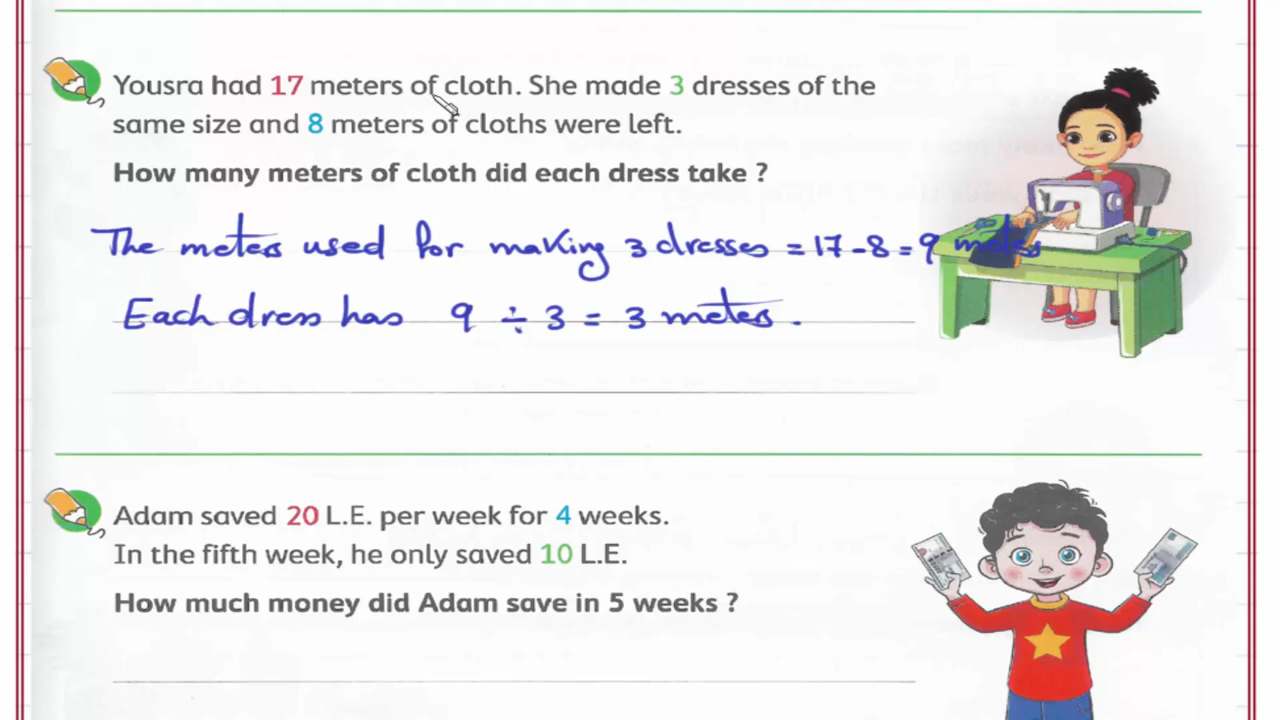 Yousra had 17 meters of cloth. She made 3 dresses of the
same size and 8 meters of cloths were left.
How many meters of cloth did each dress take ?
The meters used for making 3 dresses = 17 - 8 = 9 meters
Each dress has 9 ÷ 3 = 3 meters .
Adam saved 20 L.E. per week for 4 weeks.
In the fifth week, he only saved 10 L.E.
How much money did Adam save in 5 weeks ?